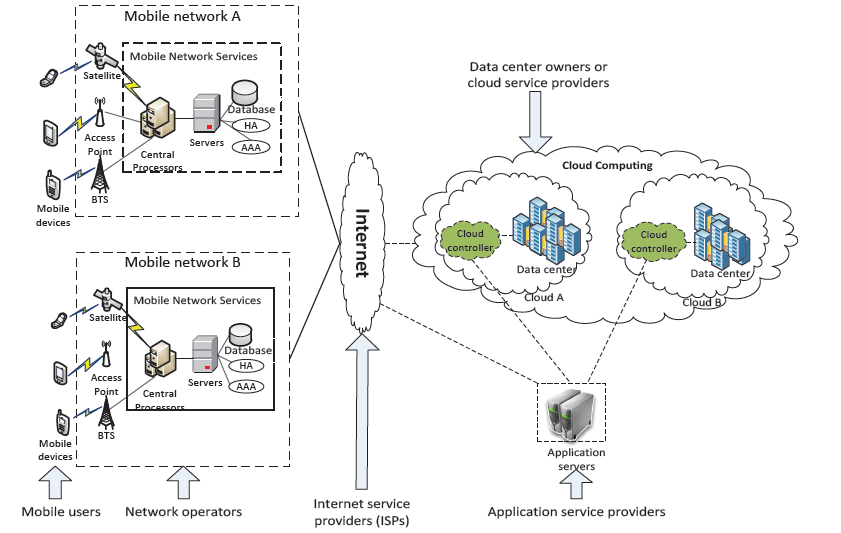 Mobile network A
Mobile Network Services
Satellite
Database
HA
AAA
Access
Point
Servers
Central
Processors
BTS
Mobile
devices
Mobile network B
Mobile Network Services
Satellite
Database
HA
AAA
Access
Point
Servers
Central
Processors
BTS
Mobile
devices
Mobile users
Network operators
Internet
Internet service
providers (ISPs)
Data center owners or
cloud service providers
Cloud Computing
Cloud
controller
Data center
Cloud A
Cloud
controller
Data center
Cloud B
Application
servers
Application service providers